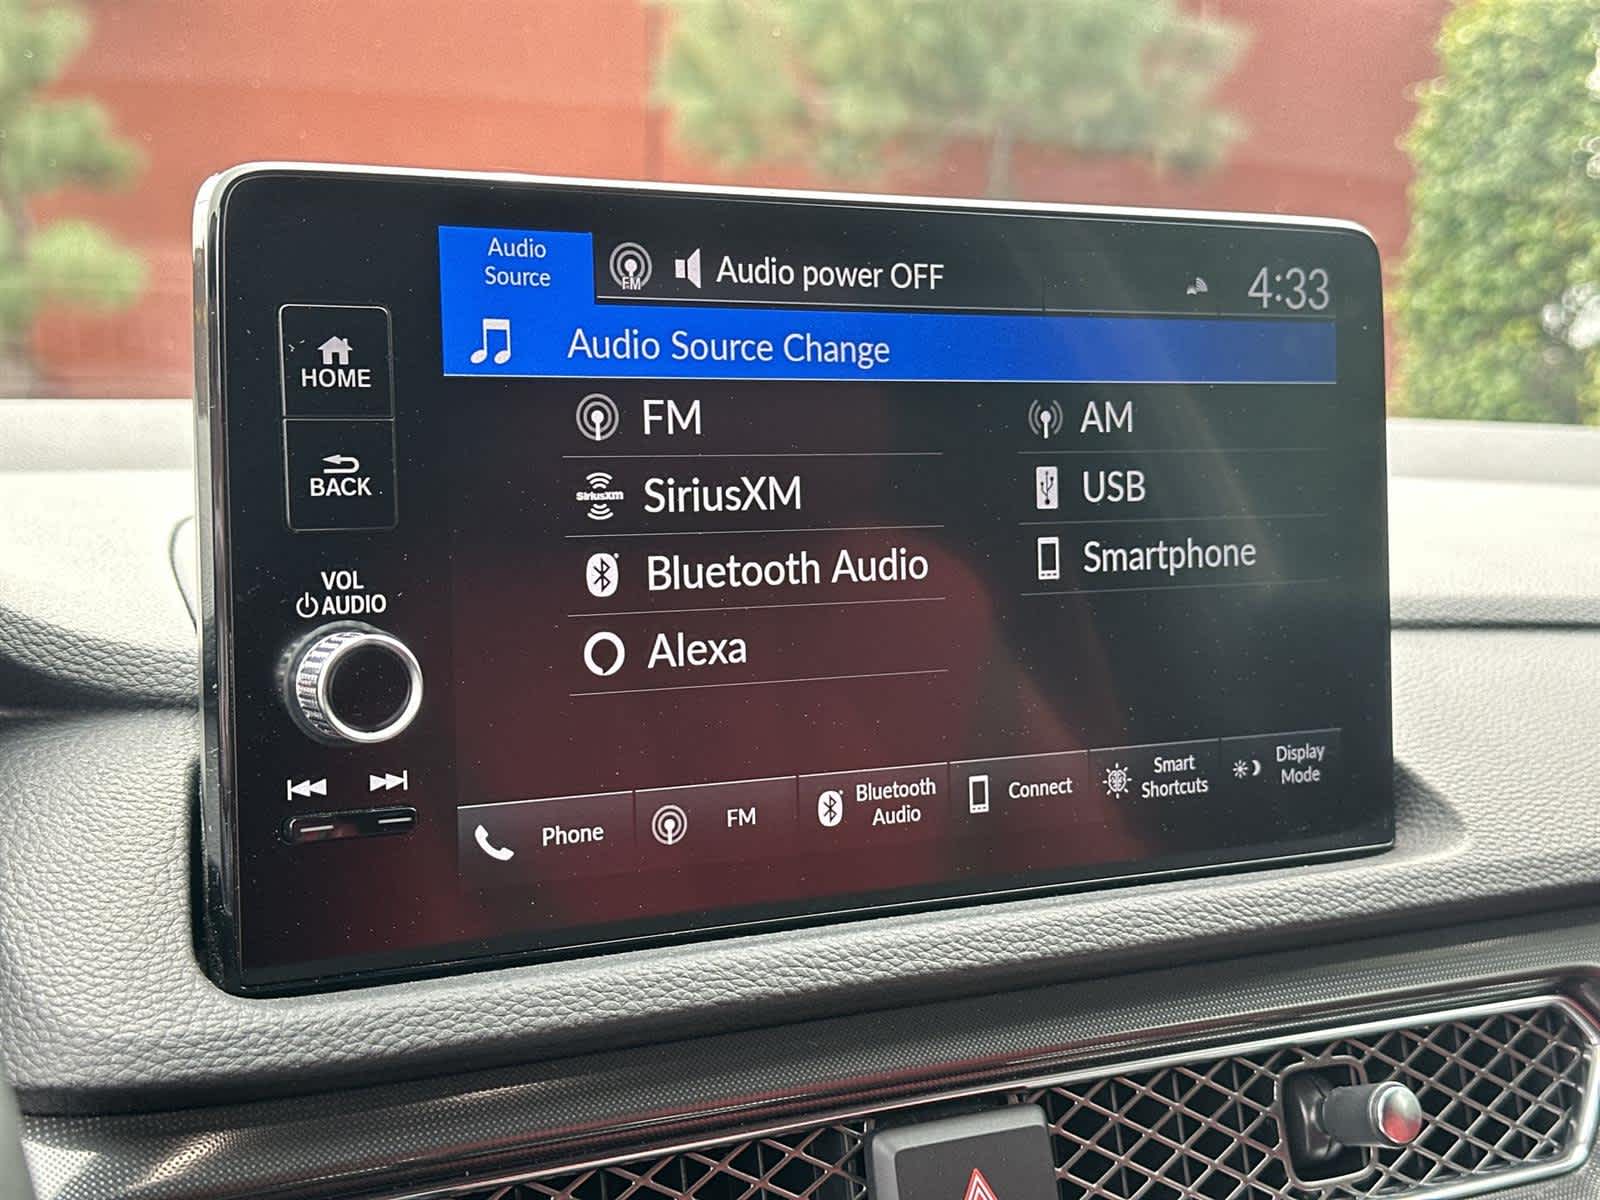 Audio
Source
FM
Audio power OFF
4:33
Audio Source Change
HOME
BACK
VOL
AUDIO
FM
AM
SiriusXM
SiriusXM
USB
Bluetooth Audio
Smartphone
Alexa
Phone
FM
Bluetooth
Audio
Connect
Smart
Shortcuts
Display
Mode